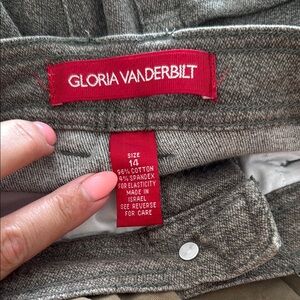 GLORIA VANDERBILT
SIZE
14
96% COTTON
4% SPANDEX
FOR ELASTICITY
MADE IN
ISRAEL
SEE REVERSE
FOR CARE